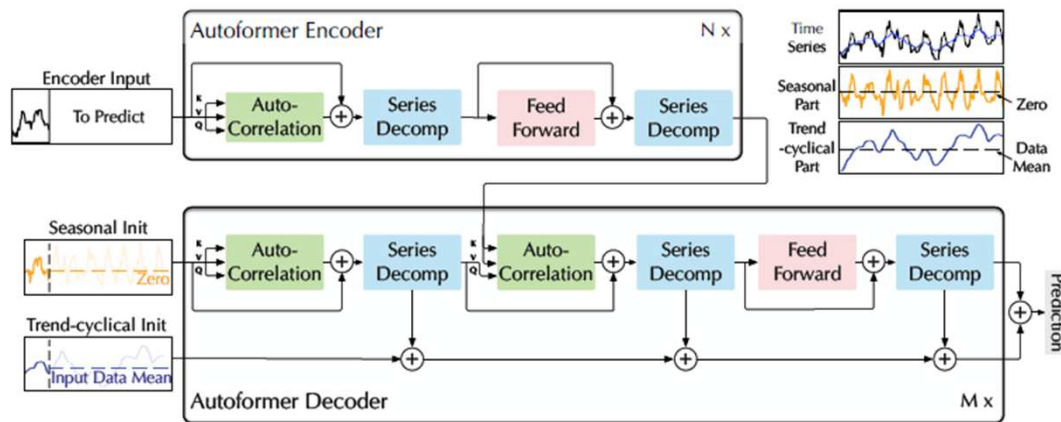 Autoformer Encoder
N x
Encoder Input
To Predict
K
V
Q
Auto-
Correlation
+
Series
Decomp
Feed
Forward
+
Series
Decomp
Time
Series
Seasonal
Part
Zero
Trend
-cyclical
Part
Data
Mean
Seasonal Init
Zero
K
V
Q
Auto-
Correlation
+
Series
Decomp
K
V
Q
Auto-
Correlation
+
Series
Decomp
Feed
Forward
+
Series
Decomp
+
Prediction
Trend-cyclical Init
Input Data Mean
+
+
+
Autoformer Decoder
M x